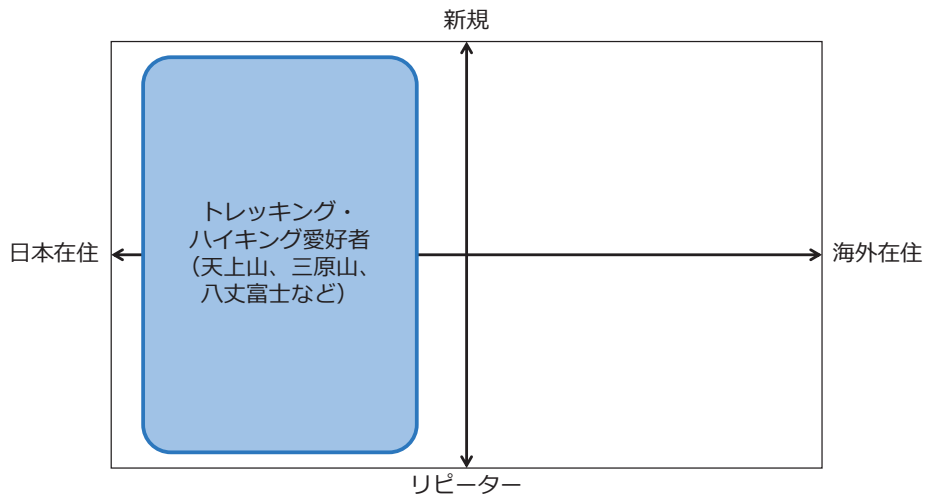 新規
トレッキング・
ハイキング愛好者
（天上山、三原山、
八丈富士など）
日本在住
海外在住
リピーター